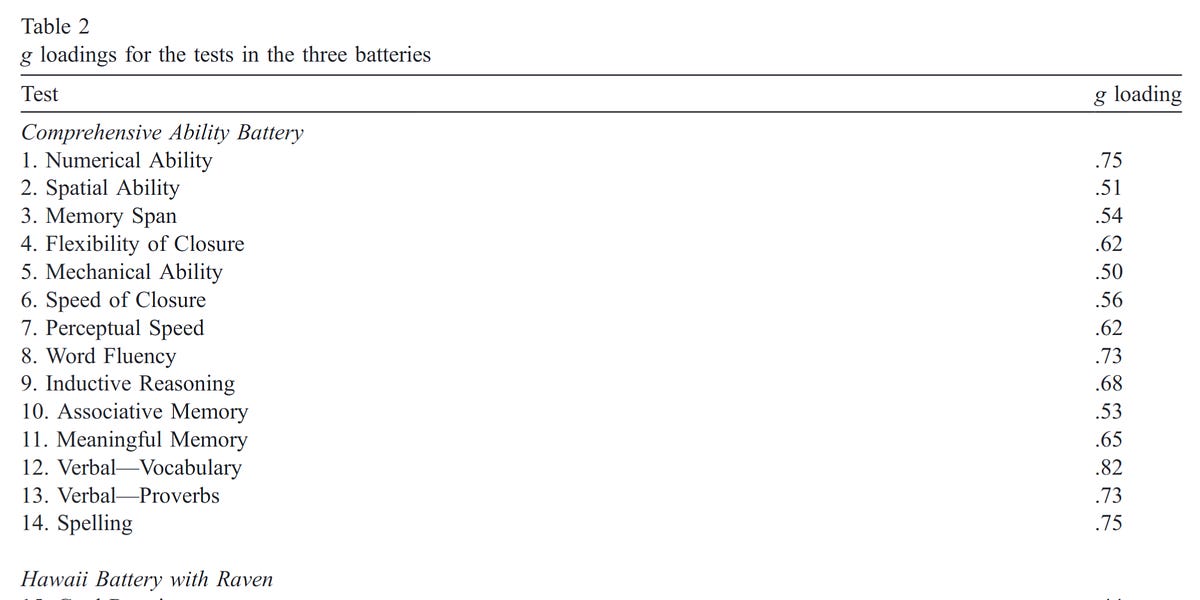 Table 2
g loadings for the tests in the three batteries
Test g loading
Comprehensive Ability Battery
1. Numerical Ability .75
2. Spatial Ability .51
3. Memory Span .54
4. Flexibility of Closure .62
5. Mechanical Ability .50
6. Speed of Closure .56
7. Perceptual Speed .62
8. Word Fluency .73
9. Inductive Reasoning .68
10. Associative Memory .53
11. Meaningful Memory .65
12. Verbal—Vocabulary .82
13. Verbal—Proverbs .73
14. Spelling .75
Hawaii Battery with Raven